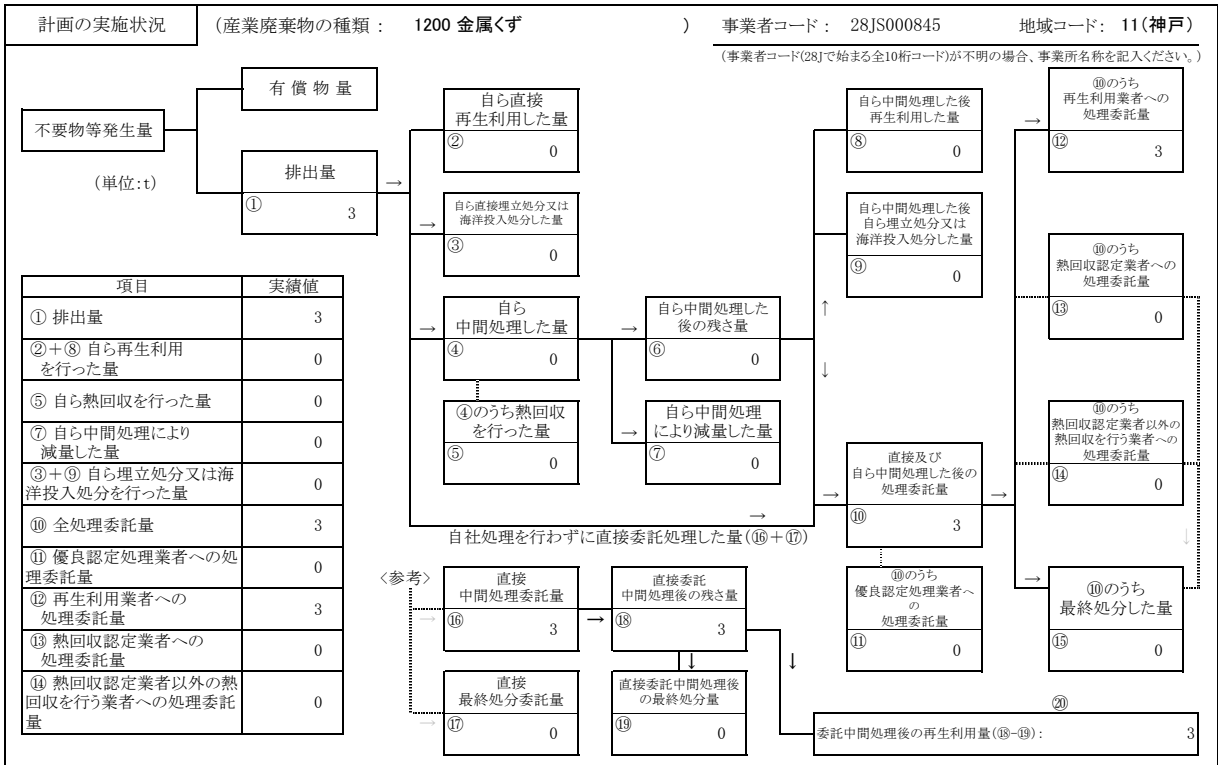 計画の実施状況
(産業廃棄物の種類 : 1200 金属くず )
事業者コード : 28JS000845
地域コード: 11(神戸)
(事業者コード(28Jで始まる全10桁コード)が不明の場合、事業所名称を記入ください。)
不要物等発生量
有償物量
(単位:t)
排出量
① 3
→
自ら直接
再生利用した量
② 0
→
自ら直接埋立処分又は
海洋投入処分した量
③ 0
→
自ら
中間処理した量
④ 0
④のうち熱回収
を行った量
⑤ 0
→
自ら中間処理した
後の残さ量
⑥ 0
→
自ら中間処理
により減量した量
⑦ 0
自ら中間処理した後
再生利用した量
⑧ 0
自ら中間処理した後
自ら埋立処分又は
海洋投入処分した量
⑨ 0
↑
↓
→
直接及び
自ら中間処理した後の
処理委託量
⑩ 3
→
⑩のうち
優良認定処理業者へ
の
処理委託量
⑪ 0
→
⑩のうち
再生利用業者への
処理委託量
⑫ 3
⑩のうち
熱回収認定業者への
処理委託量
⑬ 0
⑩のうち
熱回収認定業者以外の
熱回収を行う業者への
処理委託量
⑭ 0
↓
→
⑩のうち
最終処分した量
⑮ 0
項目 実績値
① 排出量 3
②+⑧ 自ら再生利用
を行った量 0
⑤ 自ら熱回収を行った量 0
⑦ 自ら中間処理により
減量した量 0
③+⑨ 自ら埋立処分又は海
洋投入処分を行った量 0
⑩ 全処理委託量 3
⑪ 優良認定処理業者への処
理委託量 0
⑫ 再生利用業者への
処理委託量 3
⑬ 熱回収認定業者への
処理委託量 0
⑭ 熱回収認定業者以外の熱
回収を行う業者への処理委託
量 0
→
自社処理を行わずに直接委託処理した量(⑯+⑰)
〈参考〉
→
直接
中間処理委託量
⑯ 3
→
直接委託
中間処理後の残さ量
⑱ 3
→
直接
最終処分委託量
⑰ 0
↓
直接委託中間処理後
の最終処分量
⑲ 0
↓
⑳
委託中間処理後の再生利用量(⑱-⑲) : 3